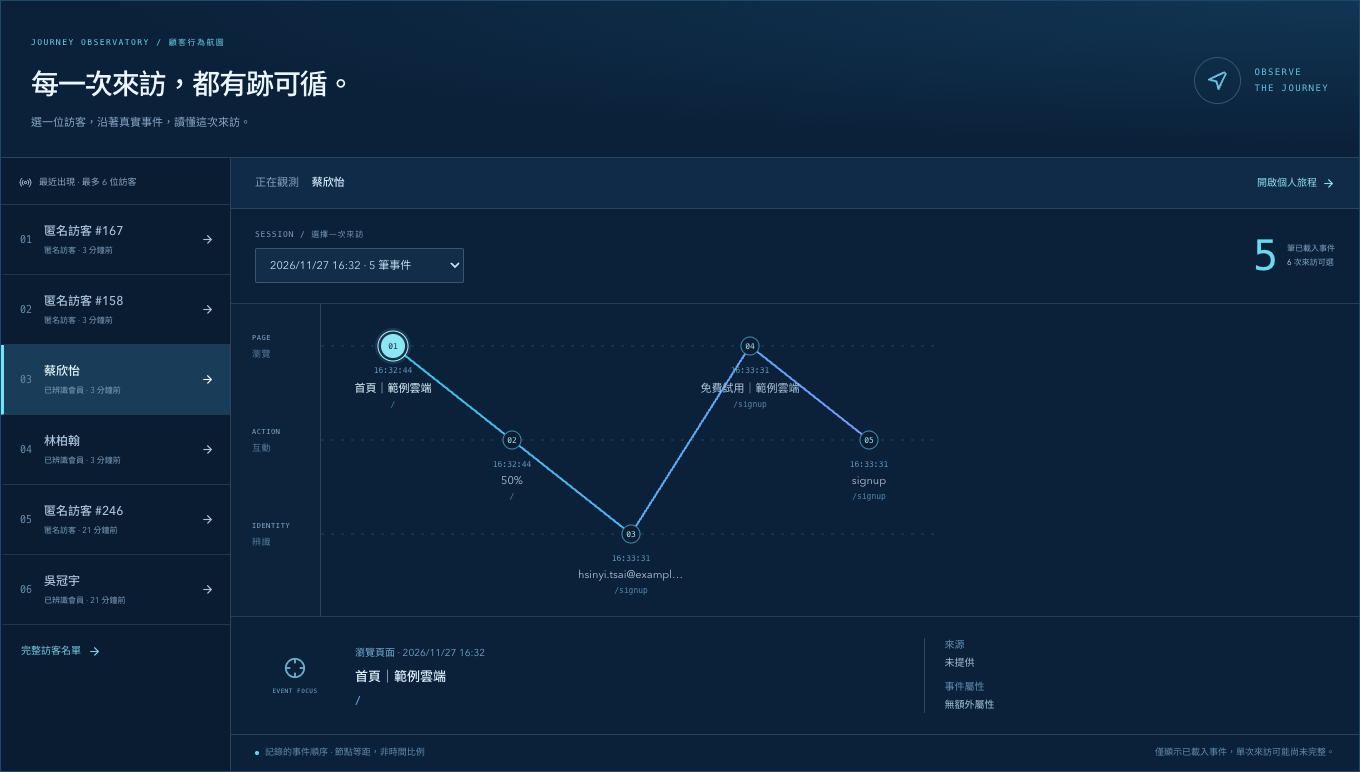 JOURNEY OBSERVATORY / 顧客行為航圖
每一次來訪，都有跡可循。
選一位訪客，沿著真實事件，讀懂這次來訪。
OBSERVE
THE JOURNEY
最近出現 · 最多 6 位訪客
01
匿名訪客 #167
匿名訪客 · 3 分鐘前
02
匿名訪客 #158
匿名訪客 · 3 分鐘前
03
蔡欣怡
已辨識會員 · 3 分鐘前
04
林柏翰
已辨識會員 · 3 分鐘前
05
匿名訪客 #246
匿名訪客 · 21 分鐘前
06
吳冠宇
已辨識會員 · 21 分鐘前
完整訪客名單
正在觀測 蔡欣怡
開啟個人旅程
SESSION / 選擇一次來訪
2026/11/27 16:32 · 5 筆事件
5
筆已載入事件
6 次來訪可選
PAGE
瀏覽
ACTION
互動
IDENTITY
辨識
01
16:32:44
首頁｜範例雲端
/
02
16:32:44
50%
/
03
16:33:31
hsinyi.tsai@exampl…
/signup
04
16:33:31
免費試用｜範例雲端
/signup
05
16:33:31
signup
/signup
EVENT FOCUS
瀏覽頁面 · 2026/11/27 16:32
首頁｜範例雲端
/
來源
未提供
事件屬性
無額外屬性
記錄的事件順序 · 節點等距，非時間比例
僅顯示已載入事件，單次來訪可能尚未完整。